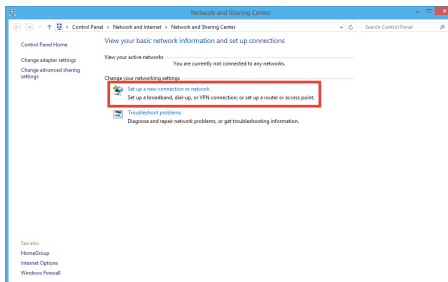 Network and Sharing Center
Control Panel Network and Internet Network and Sharing Center
Search Control Panel
Control Panel Home
Change adapter settings
Change advanced sharing
settings
View your basic network information and set up connections
View your active networks
You are currently not connected to any networks.
Change your networking settings
Set up a new connection or network
Set up a broadband, dial-up, or VPN connection; or set up a router or access point.
Troubleshoot problems
Diagnose and repair network problems, or get troubleshooting information.
See also
HomeGroup
Internet Options
Windows Firewall